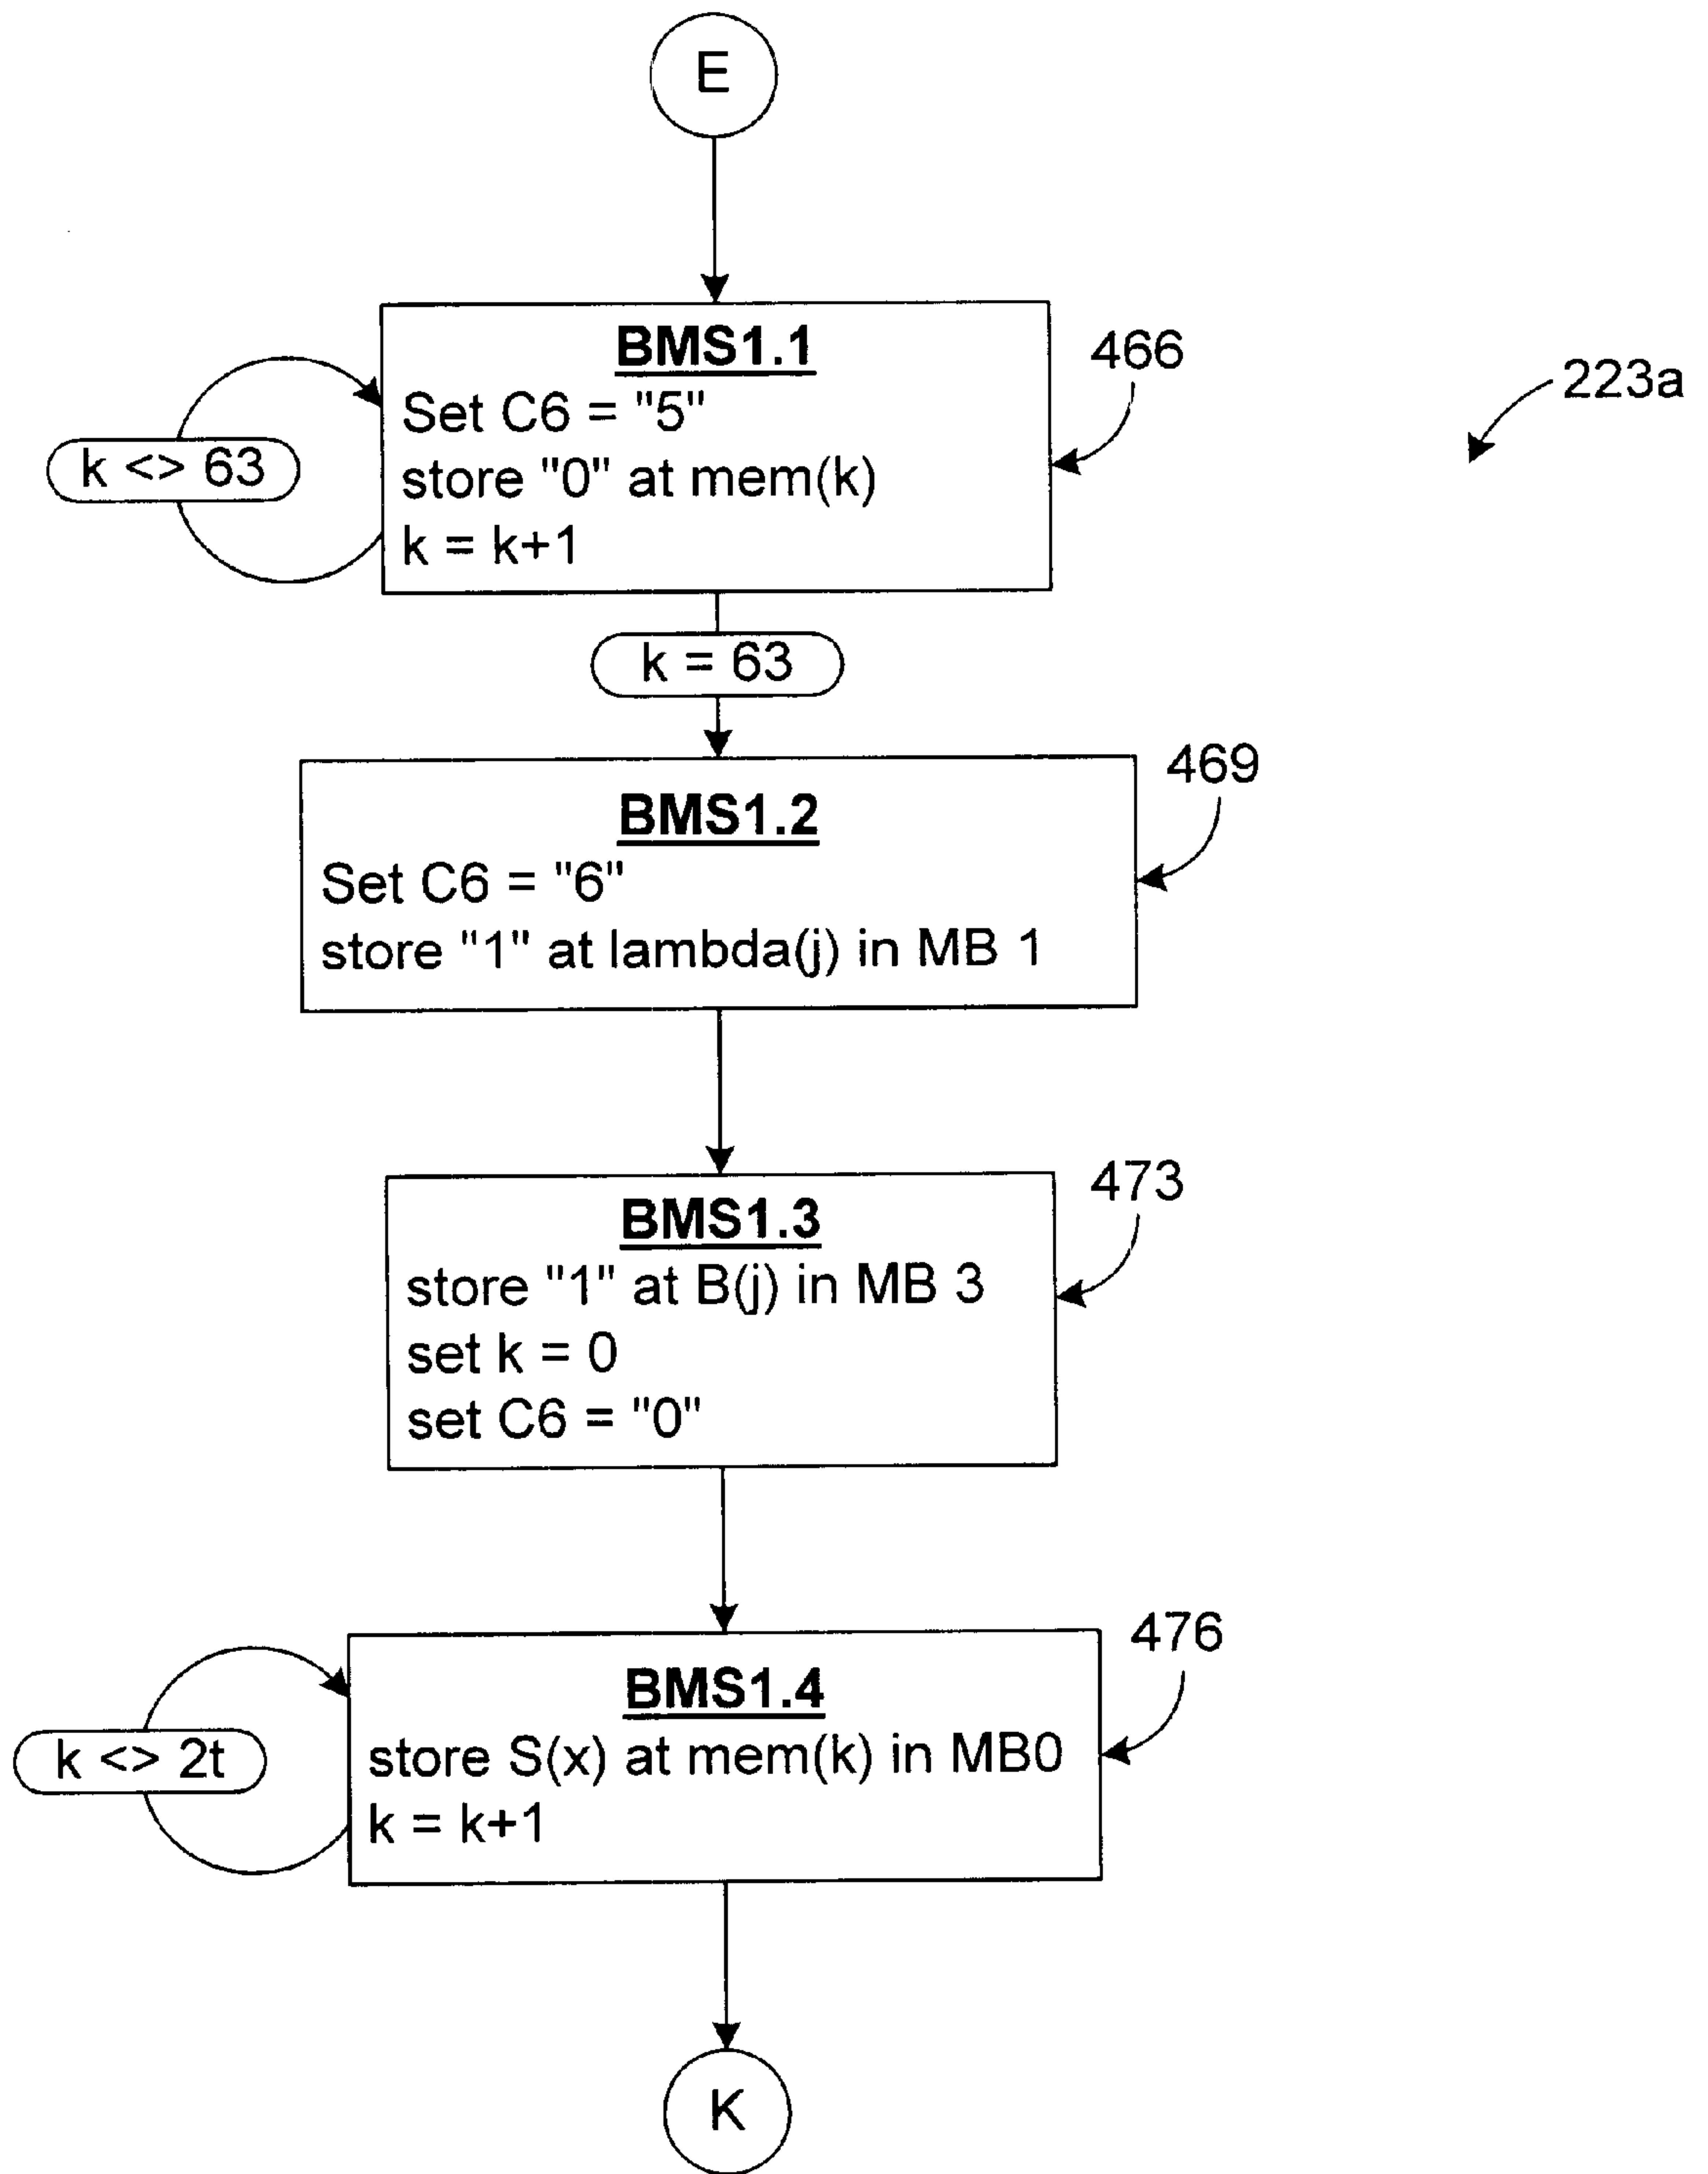 E
BMS1.1
466
Set C6 = "5"
223a
k <> 63
store "0" at mem(k)
k = k+1
k = 63
469
BMS1.2
Set C6 = "6"
store "1" at lambda(j) in MB 1
473
BMS1.3
store "1" at B(j) in MB 3
set k = 0
set C6 = "0"
476
BMS1.4
k <> 2t
store S(x) at mem(k) in MB0
k = k+1
K